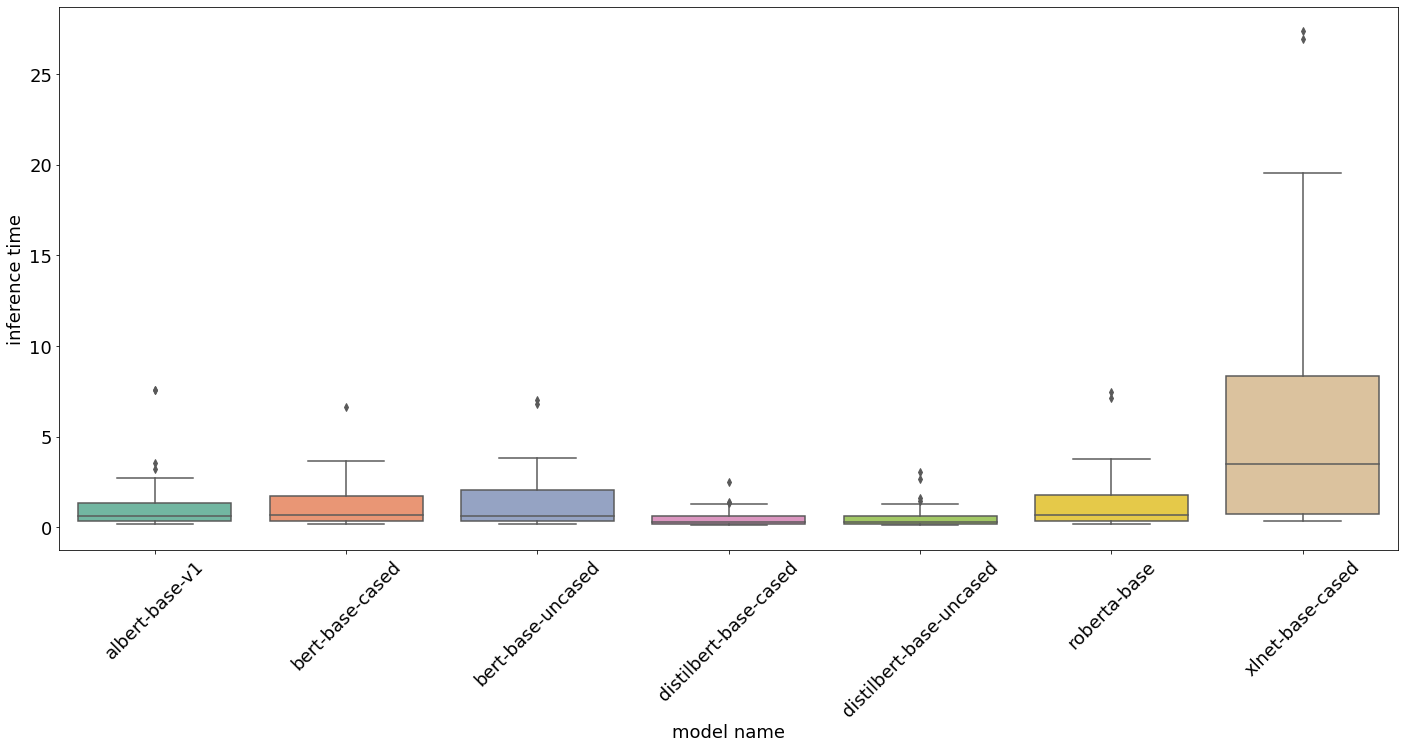 inference time
25
20
15
10
5
0
albert-base-v1
bert-base-cased
bert-base-uncased
distilbert-base-cased
distilbert-base-uncased
roberta-base
xlnet-base-cased
model name